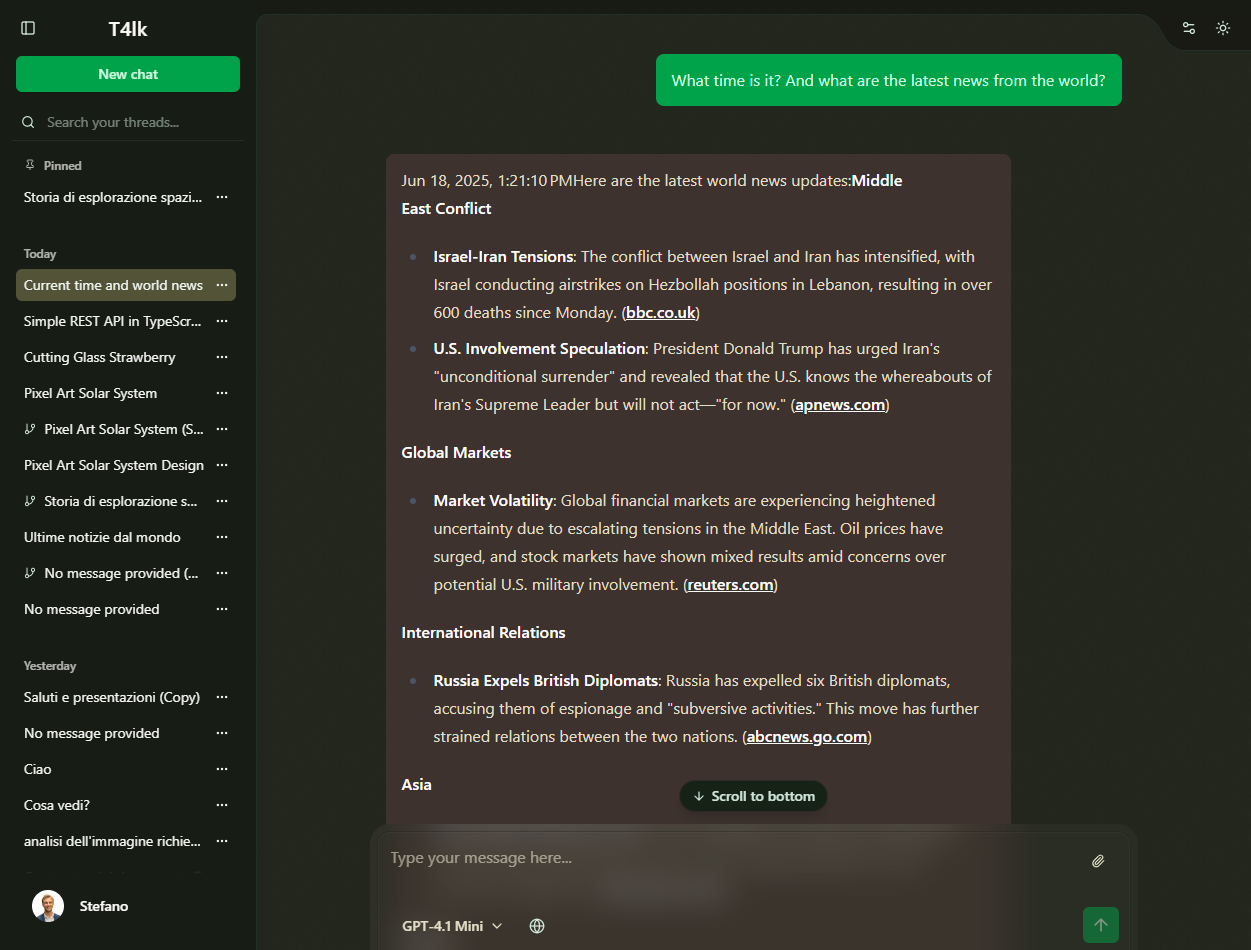 T4lk
New chat
Search your threads...
Pinned
Storia di esplorazione spazi...
Today
Current time and world news
Simple REST API in TypeScr...
Cutting Glass Strawberry
Pixel Art Solar System
Pixel Art Solar System (S...
Pixel Art Solar System Design
Storia di esplorazione s...
Ultime notizie dal mondo
No message provided (...
No message provided
Yesterday
Saluti e presentazioni (Copy)
No message provided
Ciao
Cosa vedi?
analisi dell'immagine richie...
Stefano
What time is it? And what are the latest news from the world?
Jun 18, 2025, 1:21:10 PMHere are the latest world news updates:Middle
East Conflict
Israel-Iran Tensions: The conflict between Israel and Iran has intensified, with
Israel conducting airstrikes on Hezbollah positions in Lebanon, resulting in over
600 deaths since Monday. (bbc.co.uk)
U.S. Involvement Speculation: President Donald Trump has urged Iran's
"unconditional surrender" and revealed that the U.S. knows the whereabouts of
Iran's Supreme Leader but will not act—"for now." (apnews.com)
Global Markets
Market Volatility: Global financial markets are experiencing heightened
uncertainty due to escalating tensions in the Middle East. Oil prices have
surged, and stock markets have shown mixed results amid concerns over
potential U.S. military involvement. (reuters.com)
International Relations
Russia Expels British Diplomats: Russia has expelled six British diplomats,
accusing them of espionage and "subversive activities." This move has further
strained relations between the two nations. (abcnews.go.com)
Asia
Scroll to bottom
Type your message here...
GPT-4.1 Mini